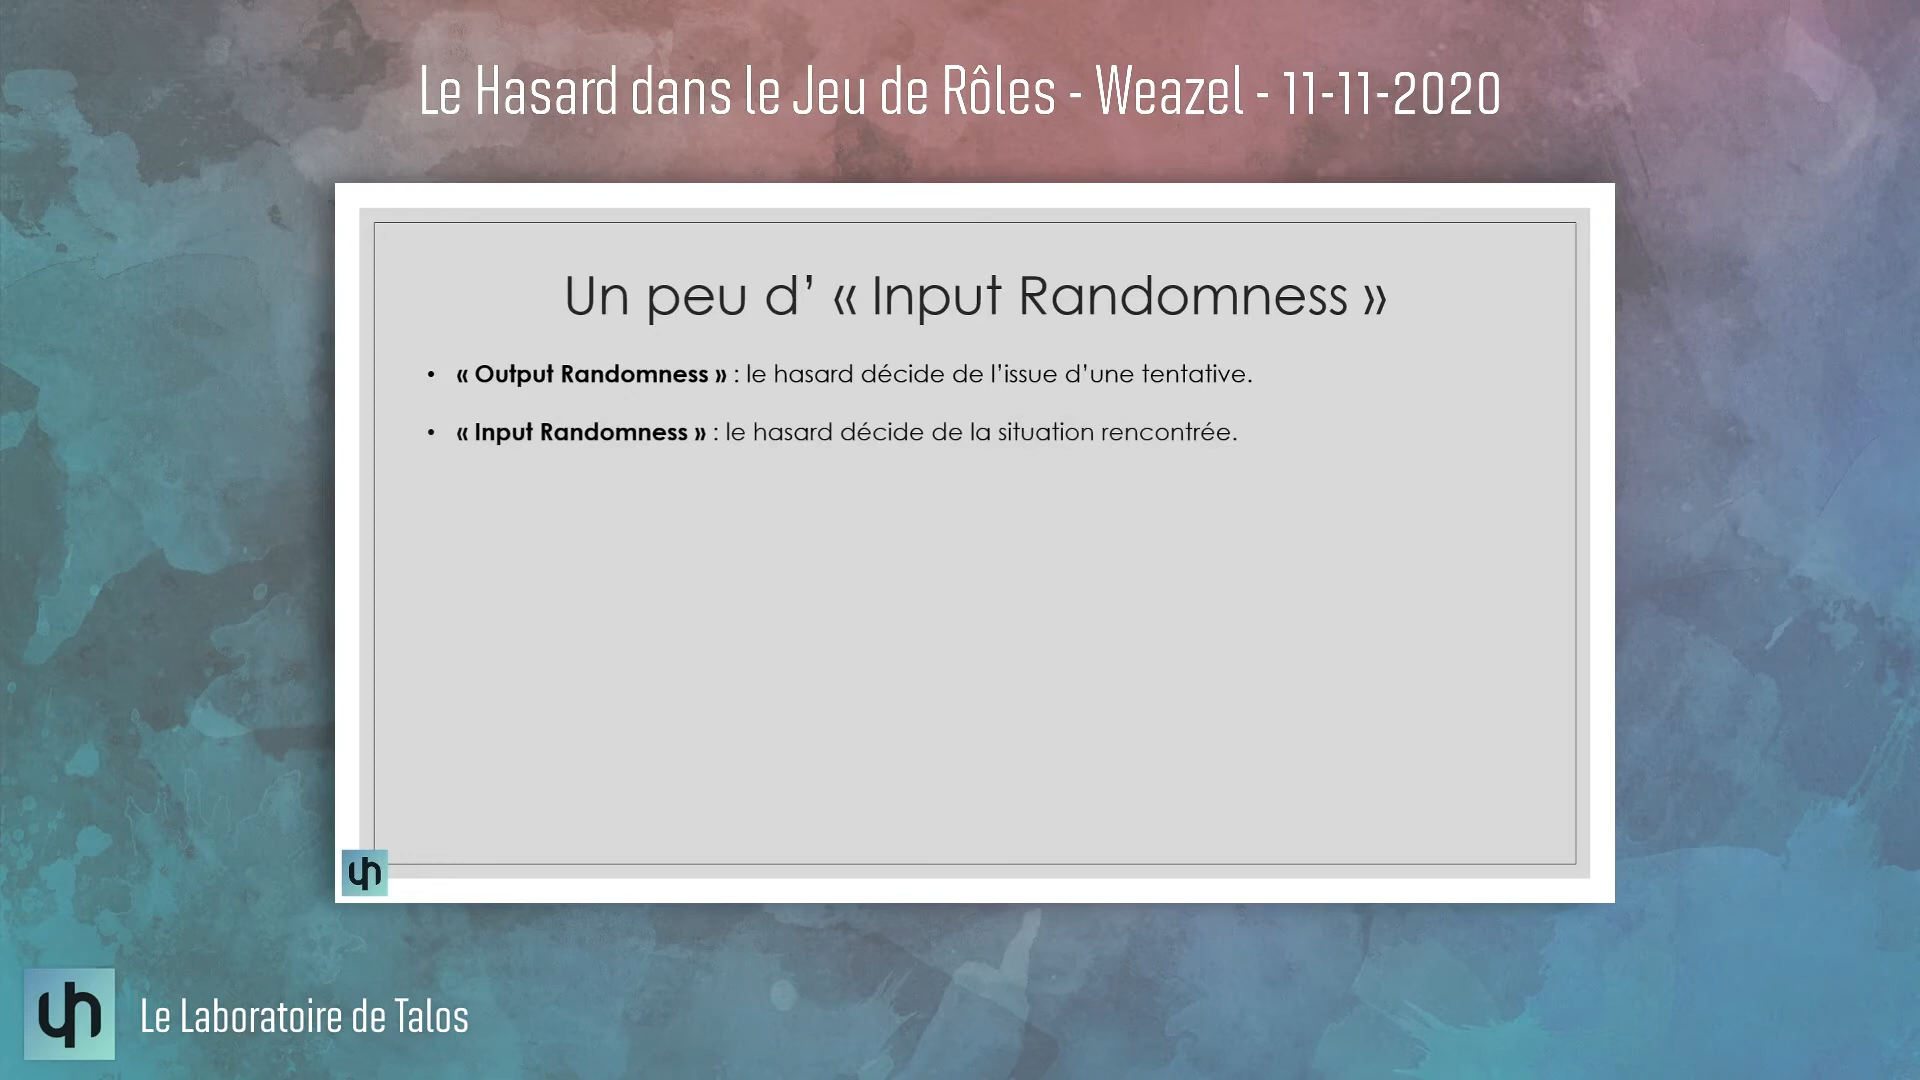 Le Hasard dans le Jeu de Rôles - Weazel - 11-11-2020
Un peu d’ « Input Randomness »
• « Output Randomness » : le hasard décide de l’issue d’une tentative.
• « Input Randomness » : le hasard décide de la situation rencontrée.
Le Laboratoire de Talos